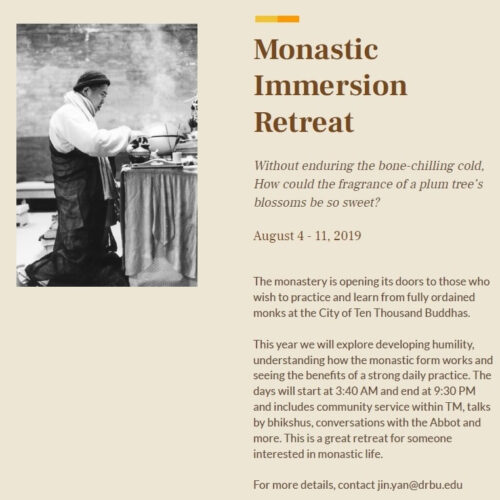 Monastic
Immersion
Retreat
Without enduring the bone-chilling cold,
How could the fragrance of a plum tree's
blossoms be so sweet?
August 4 - 11, 2019
The monastery is opening its doors to those who
wish to practice and learn from fully ordained
monks at the City of Ten Thousand Buddhas.
This year we will explore developing humility,
understanding how the monastic form works and
seeing the benefits of a strong daily practice. The
days will start at 3:40 AM and end at 9:30 PM
and includes community service within TM, talks
by bhikshus, conversations with the Abbot and
more. This is a great retreat for someone
interested in monastic life.
For more details, contact jin.yan@drbu.edu